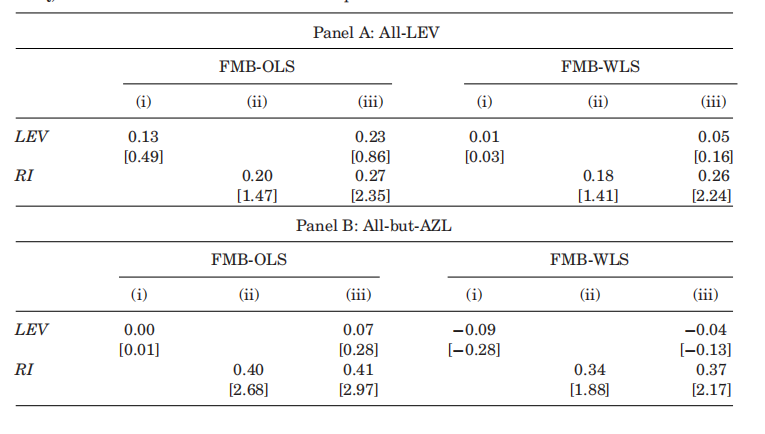 Panel A: All-LEV
FMB-OLS FMB-WLS
(i) (ii) (iii) (i) (ii) (iii)
LEV 0.13 0.23 0.01 0.05
[0.49] [0.86] [0.03] [0.16]
RI 0.20 0.27 0.18 0.26
[1.47] [2.35] [1.41] [2.24]
Panel B: All-but-AZL
FMB-OLS FMB-WLS
(i) (ii) (iii) (i) (ii) (iii)
LEV 0.00 0.07 −0.09 −0.04
[0.01] [0.28] [−0.28] [−0.13]
RI 0.40 0.41 0.34 0.37
[2.68] [2.97] [1.88] [2.17]